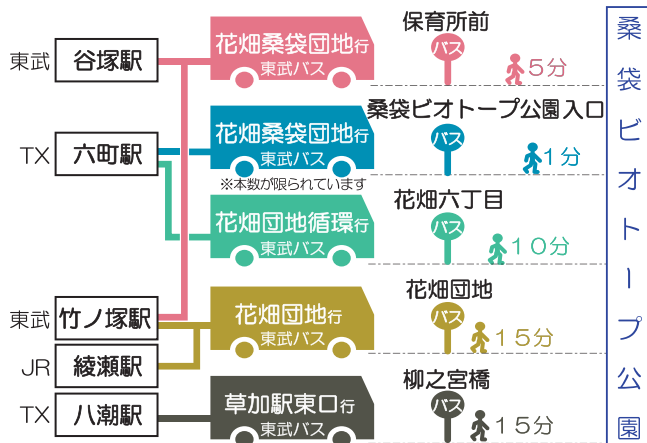 東武 谷塚駅
花畑桑袋団地行
東武バス
保育所前
バス
5分
TX 六町駅
花畑桑袋団地行
東武バス
※本数が限られています
桑袋ビオトープ公園入口
バス
1分
花畑団地循環行
東武バス
花畑六丁目
バス
10分
東武 竹ノ塚駅
JR 綾瀬駅
花畑団地行
東武バス
花畑団地
バス
15分
TX 八潮駅
草加駅東口行
東武バス
柳之宮橋
バス
15分
桑袋ビオトープ公園